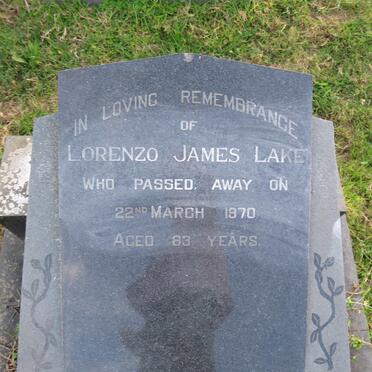 IN LOVING REMEMBRANCE
OF
LORENZO JAMES LAKE
WHO PASSED AWAY ON
22ND MARCH 1970
AGED 83 YEARS.